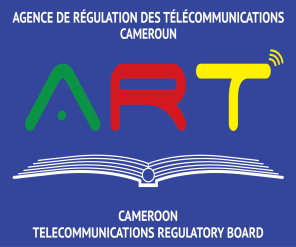 AGENCE DE RÉGULATION DES TÉLÉCOMMUNICATIONS
CAMEROUN
ART
CAMEROON
TELECOMMUNICATIONS REGULATORY BOARD